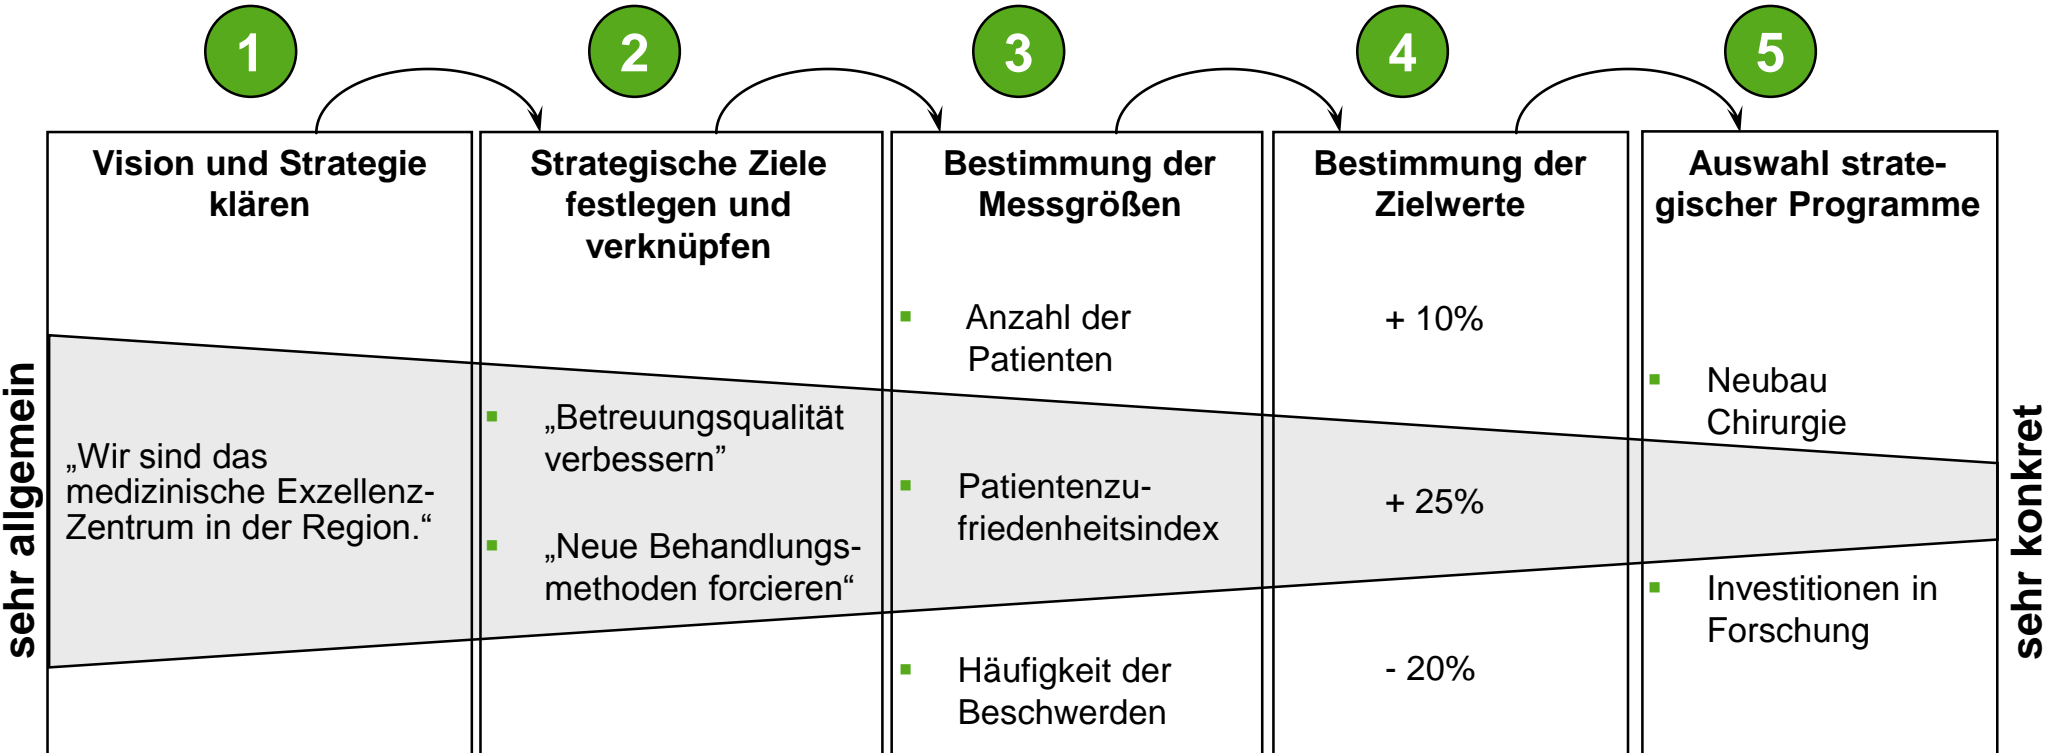 1
2
3
4
5
Vision und Strategie
klären
Strategische Ziele
festlegen und
verknüpfen
Bestimmung der
Messgrößen
Bestimmung der
Zielwerte
Auswahl strate-
gischer Programme
sehr allgemein
„Wir sind das
medizinische Exzellenz-
Zentrum in der Region.“
„Betreuungsqualität
verbessern”
„Neue Behandlungs-
methoden forcieren“
Anzahl der
Patienten
Patientenzu-
friedenheitsindex
Häufigkeit der
Beschwerden
+ 10%
+ 25%
- 20%
Neubau
Chirurgie
Investitionen in
Forschung
sehr konkret